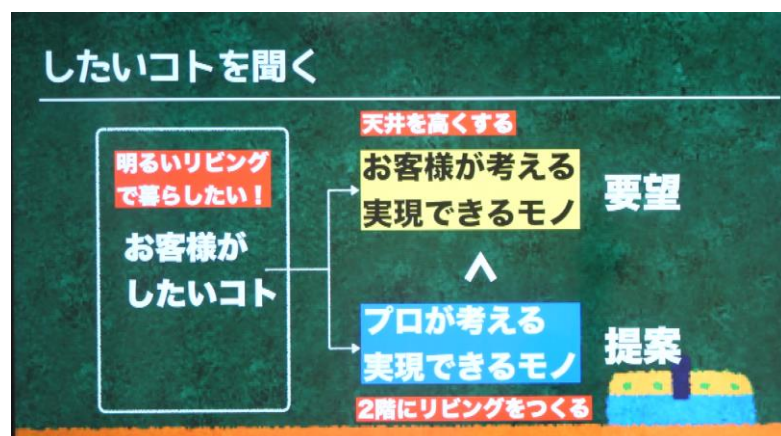 したいコトを聞く
明るいリビング
で暮らしたい！
お客様が
したいコト
天井を高くする
お客様が考える
実現できるモノ
要望
∧
プロが考える
実現できるモノ
提案
2階にリビングをつくる